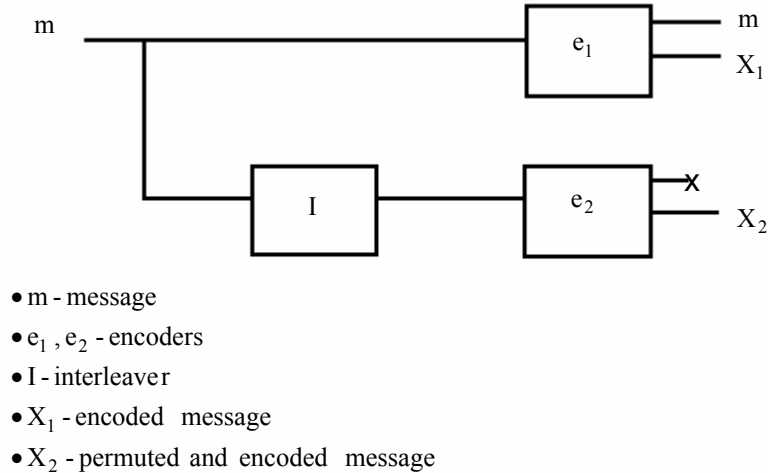 m
e1
m
X1
I
e2
x
X2
• m - message
• e1 , e2 - encoders
• I - interleaver
• X1 - encoded message
• X2 - permuted and encoded message